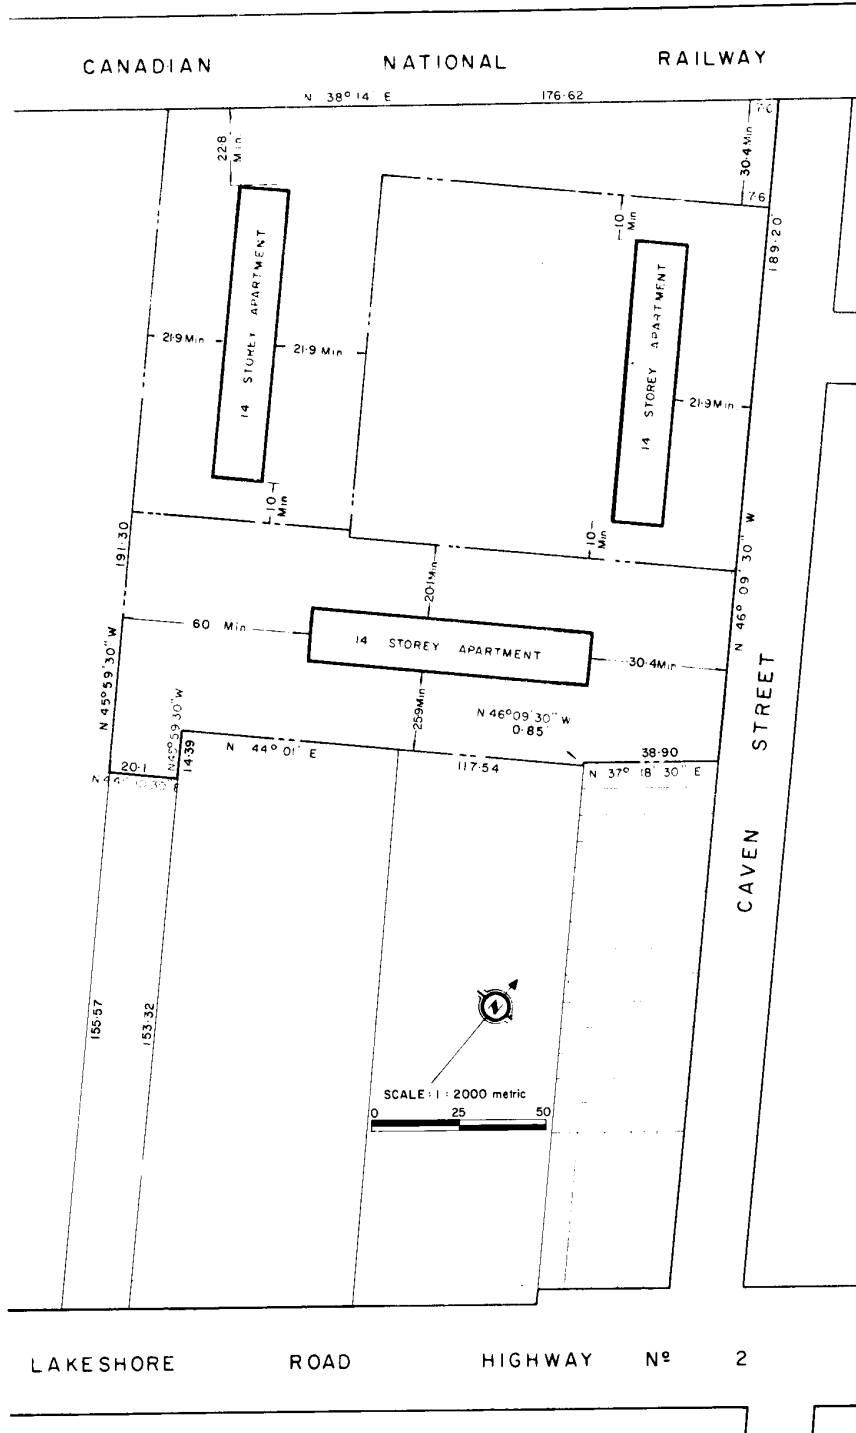 CANADIAN NATIONAL RAILWAY
N 38° 14' E 176·62
22·8 Min.
30·4 Min
7·6
10 Min
189·20
14 STOREY APARTMENT
14 STOREY APARTMENT
21·9 Min
21·9 Min
21·9 Min
10 Min
10 Min
191·30
N 46° 09' 30" W
20·1 Min
60 Min
14 STOREY APARTMENT
30·4 Min
N 45° 59' 30" W
25·9 Min
N 46° 09' 30" W
0·85
14·39
N 44° 01' E
117·54
38·90
N 37° 18' 30" E
20·1
CAVEN STREET
155·57
153·32
N
SCALE: 1 : 2000 metric
0 25 50
LAKESHORE ROAD HIGHWAY Nº 2